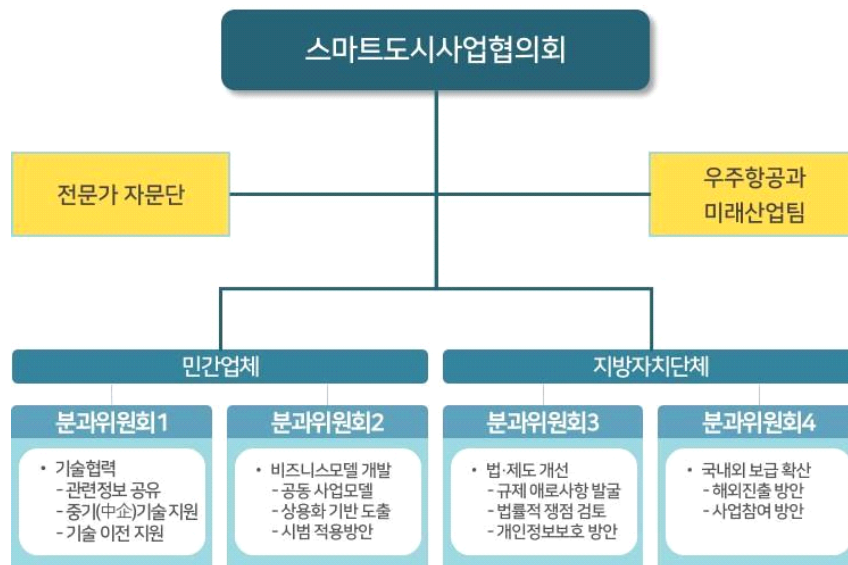 스마트도시사업협의회
전문가 자문단
우주항공과
미래산업팀
민간업체
지방자치단체
분과위원회1
• 기술협력
- 관련정보 공유
- 중기(中企)기술 지원
- 기술 이전 지원
분과위원회2
• 비즈니스모델 개발
- 공동 사업모델
- 상용화 기반 도출
- 시범 적용방안
분과위원회3
• 법·제도 개선
- 규제 애로사항 발굴
- 법률적 쟁점 검토
- 개인정보보호 방안
분과위원회4
• 국내외 보급 확산
- 해외진출 방안
- 사업참여 방안